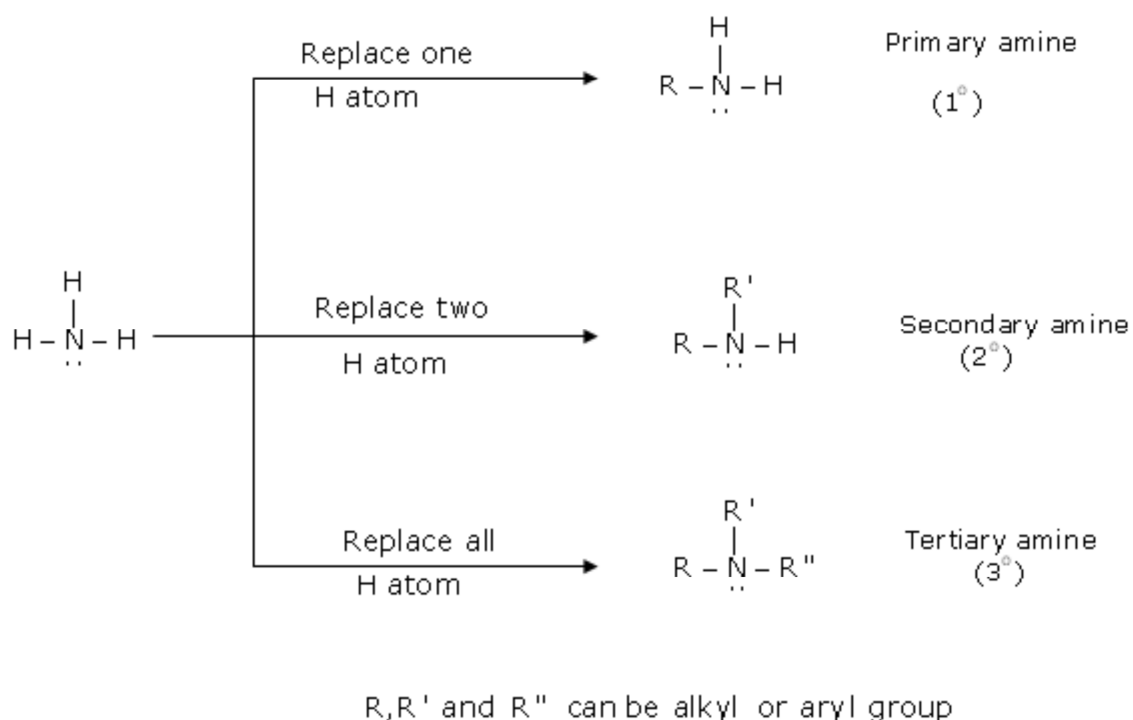 Replace one
H atom
H
R – N – H
Primary amine
(1°)
H
H – N – H
Replace two
H atom
R'
R – N – H
Secondary amine
(2°)
Replace all
H atom
R'
R – N – R"
Tertiary amine
(3°)
R,R' and R" can be alkyl or aryl group